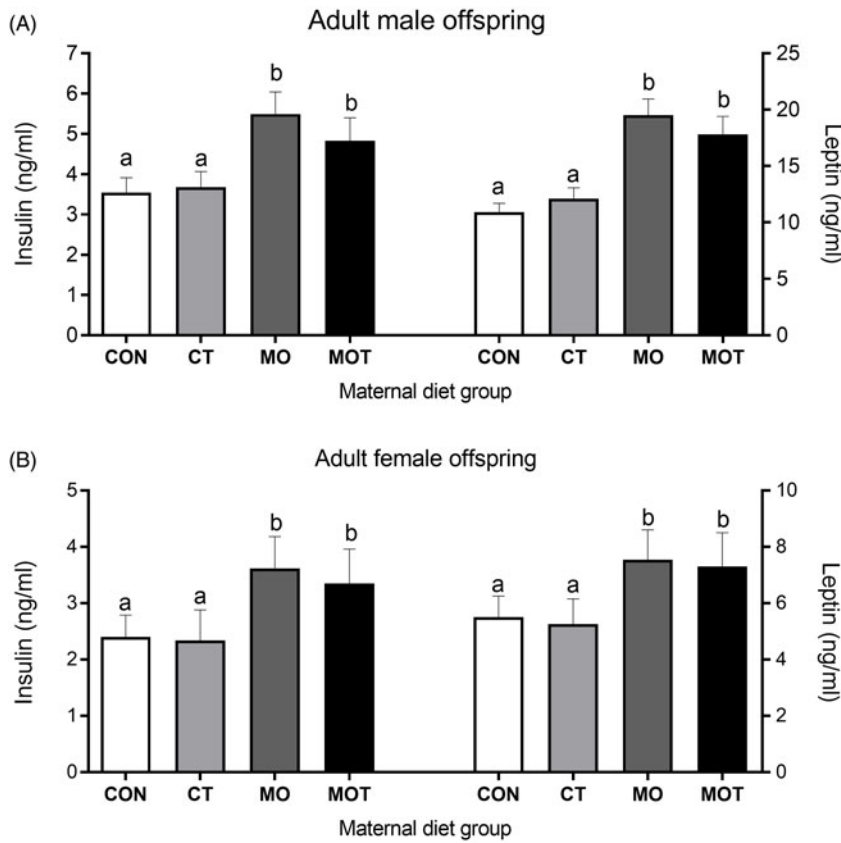 (A)
Adult male offspring
Insulin (ng/ml)
7
6
5
4
3
2
1
0
a
a
b
b
a
a
b
b
25
20
15
10
5
0
Leptin (ng/ml)
CON CT MO MOT CON CT MO MOT
Maternal diet group
(B)
Adult female offspring
Insulin (ng/ml)
5
4
3
2
1
0
a
a
b
b
a
a
b
b
10
8
6
4
2
0
Leptin (ng/ml)
CON CT MO MOT CON CT MO MOT
Maternal diet group